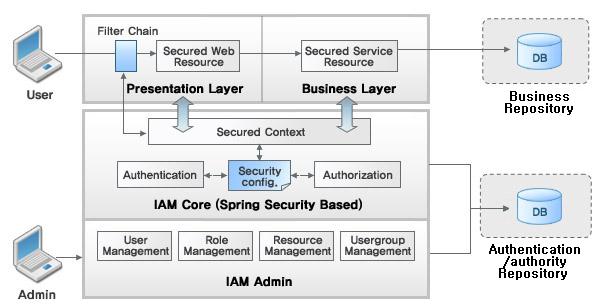 Filter Chain
Secured Web
Resource
Secured Service
Resource
DB
User
Presentation Layer
Business Layer
Business
Repository
Secured Context
Authentication
Security
config.
Authorization
IAM Core (Spring Security Based)
DB
User
Management
Role
Management
Resource
Management
Usergroup
Management
Authentication
/authority
Repository
Admin
IAM Admin